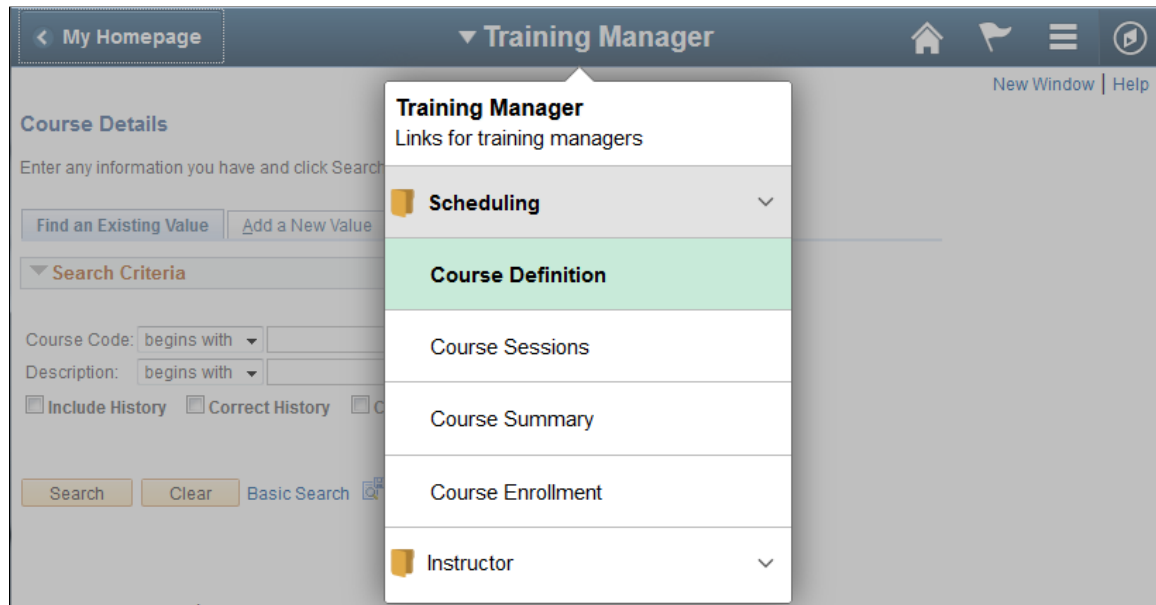 My Homepage
Training Manager
New Window | Help
Training Manager
Links for training managers
Scheduling
Course Definition
Course Sessions
Course Summary
Course Enrollment
Instructor
Course Details
Enter any information you have and click Search
Find an Existing Value
Add a New Value
Search Criteria
Course Code: begins with
Description: begins with
Include History Correct History
Search Clear Basic Search